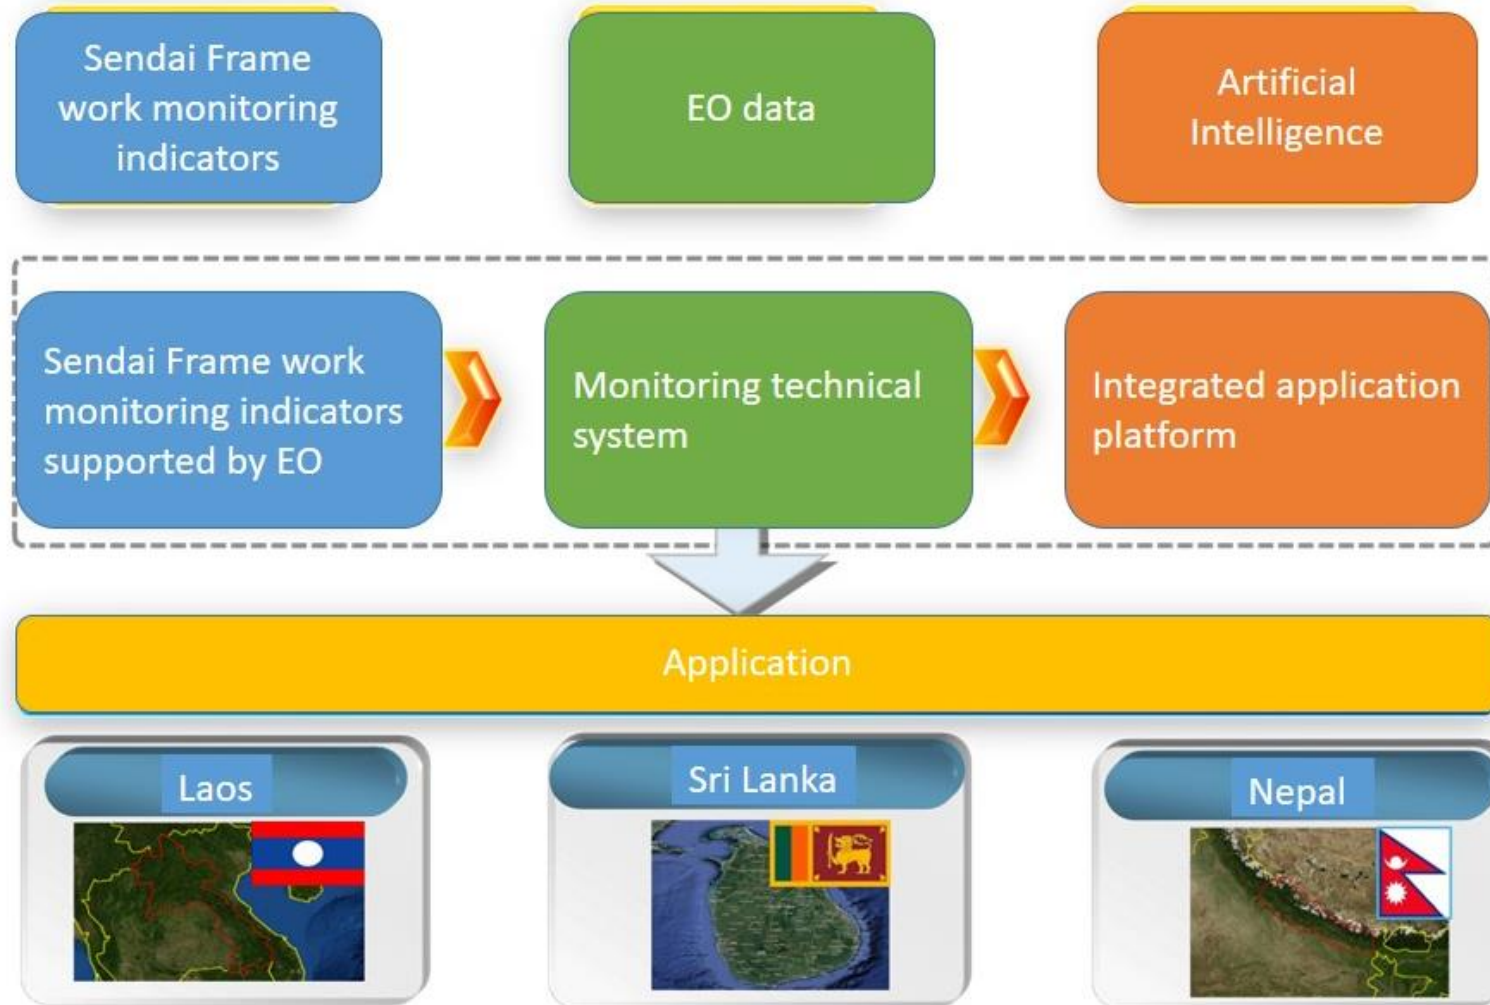 Sendai Frame
work monitoring
indicators
EO data
Artificial
Intelligence
Sendai Frame work
monitoring indicators
supported by EO
Monitoring technical
system
Integrated application
platform
Application
Laos
Sri Lanka
Nepal